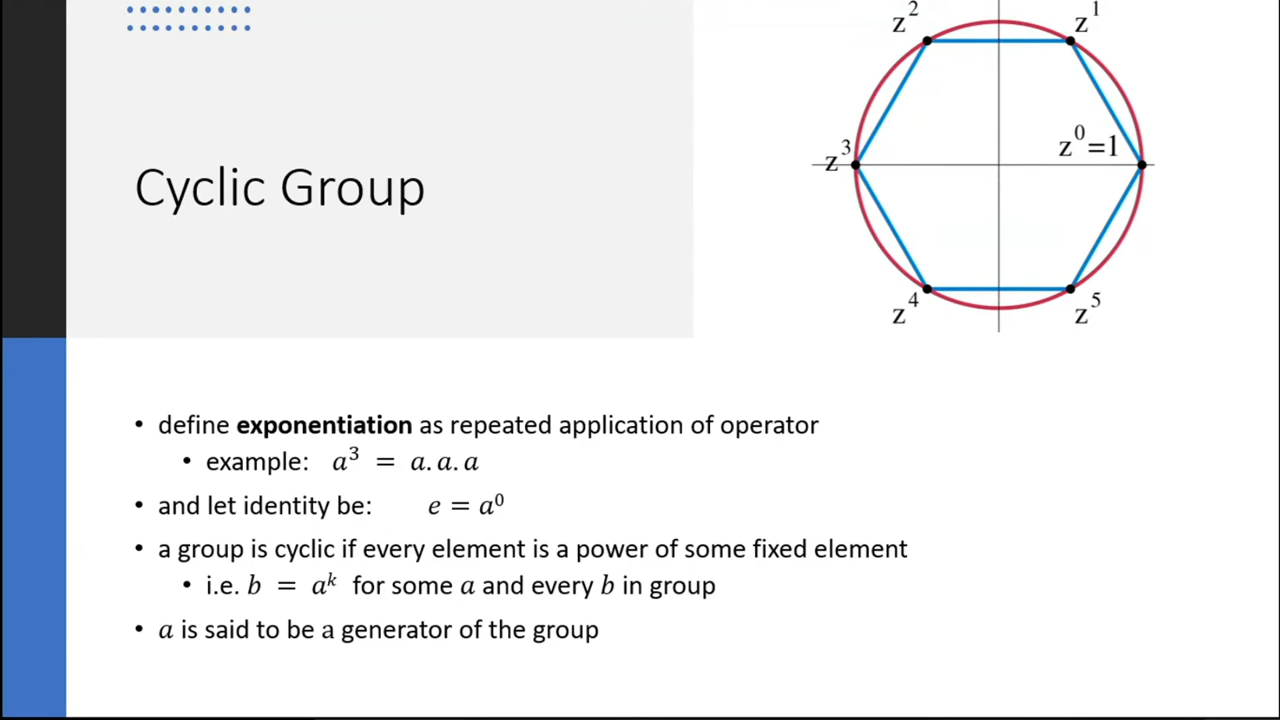 z² z¹
Cyclic Group
z³ z⁰=1
z⁴ z⁵
• define exponentiation as repeated application of operator
• example: a³ = a. a. a
• and let identity be: e = a⁰
• a group is cyclic if every element is a power of some fixed element
• i.e. b = aᵏ for some a and every b in group
• a is said to be a generator of the group